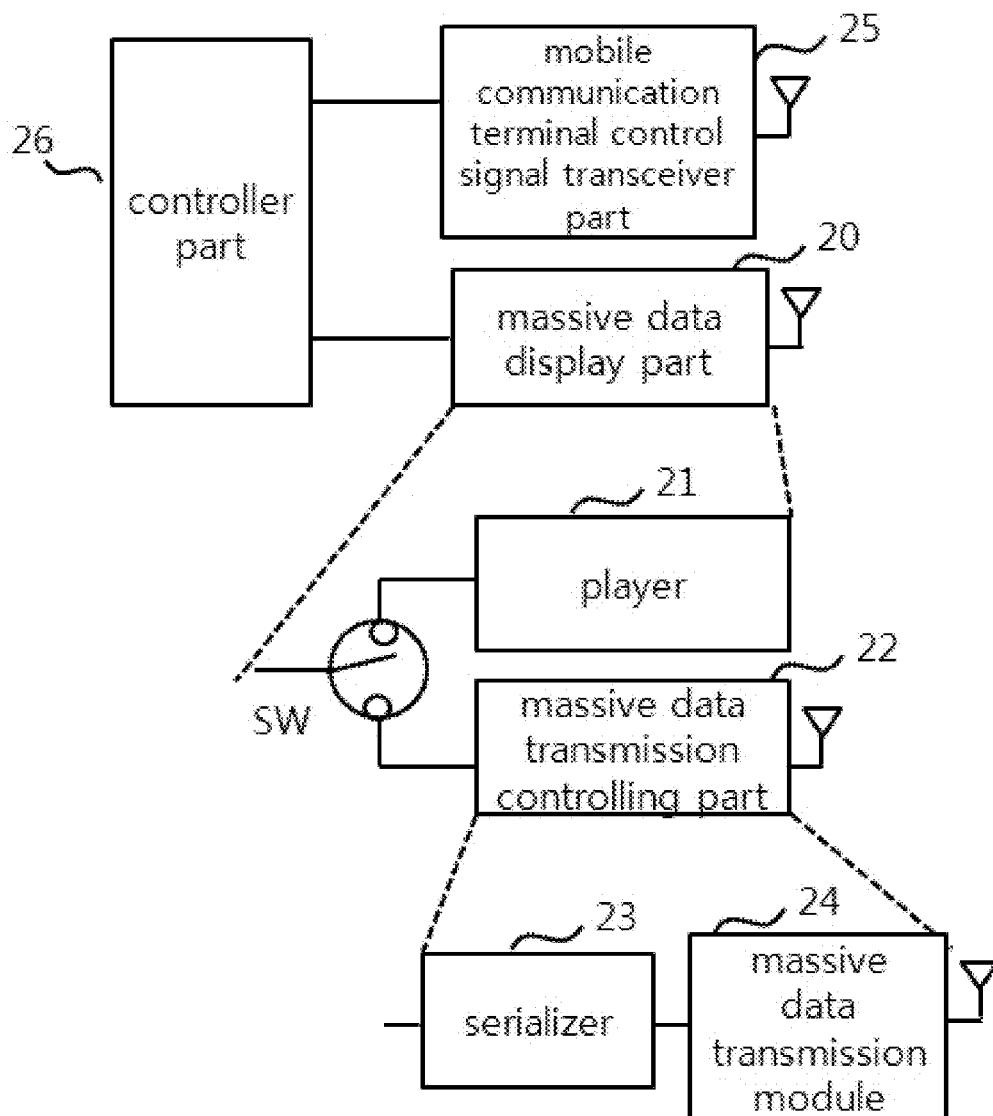 25
mobile
communication
terminal control
signal transceiver
part
26
controller
part
20
massive data
display part
21
player
22
SW
massive data
transmission
controlling part
23
24
serializer
massive
data
transmission
module